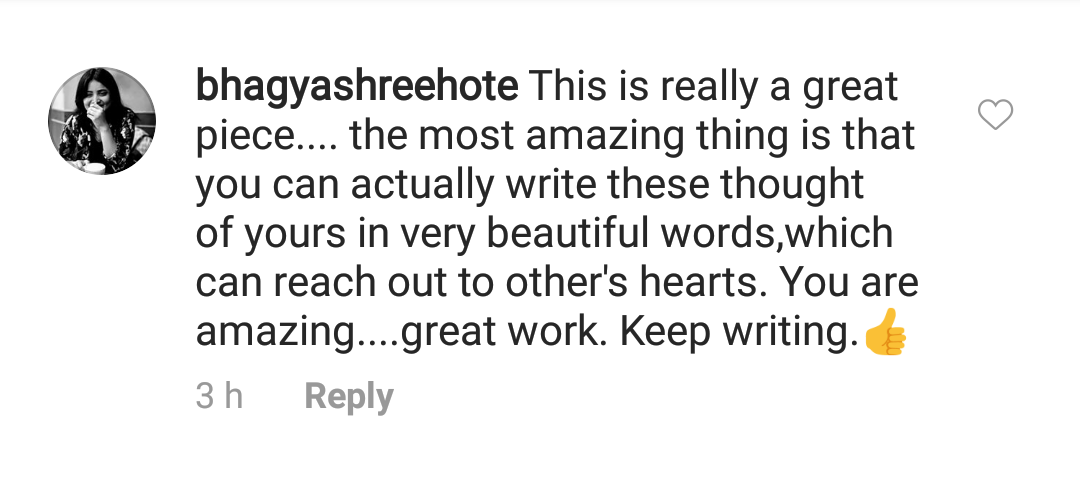 bhagyashreehote This is really a great
piece.... the most amazing thing is that
you can actually write these thought
of yours in very beautiful words,which
can reach out to other's hearts. You are
amazing....great work. Keep writing.👍
3 h Reply